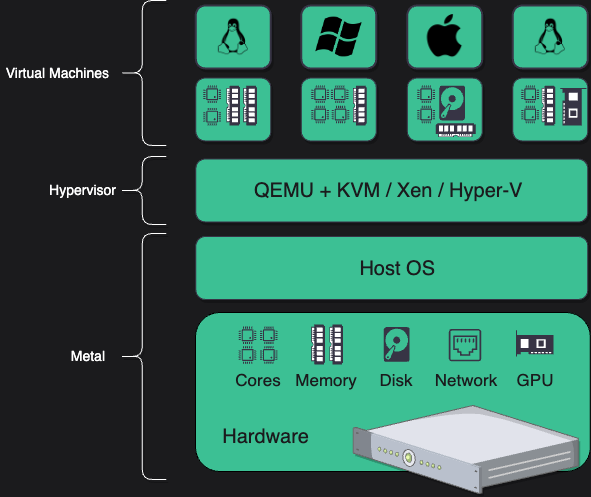 Virtual Machines
Hypervisor
QEMU + KVM / Xen / Hyper-V
Host OS
Metal
Cores Memory Disk Network GPU
Hardware